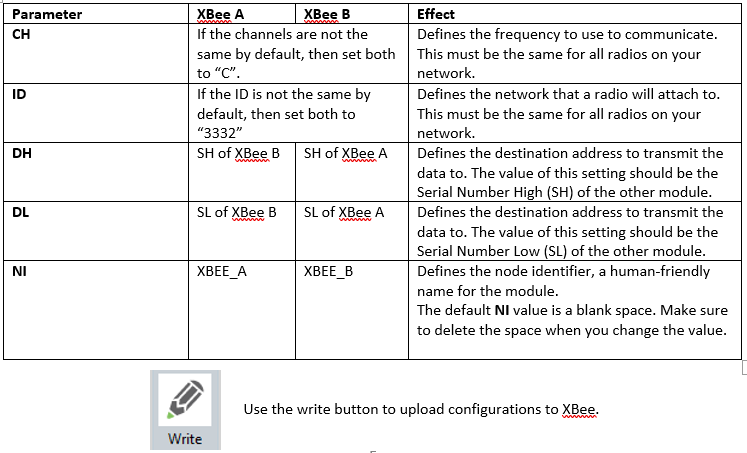 Parameter XBee A XBee B Effect
CH If the channels are not the Defines the frequency to use to communicate.
same by default, then set both This must be the same for all radios on your
to “C”. network.
ID If the ID is not the same by Defines the network that a radio will attach to.
default, then set both to This must be the same for all radios on your
“3332” network.
DH SH of XBee B SH of XBee A Defines the destination address to transmit the
data to. The value of this setting should be the
Serial Number High (SH) of the other module.
DL SL of XBee B SL of XBee A Defines the destination address to transmit the
data to. The value of this setting should be the
Serial Number Low (SL) of the other module.
NI XBEE_A XBEE_B Defines the node identifier, a human-friendly
name for the module.
The default NI value is a blank space. Make sure
to delete the space when you change the value.
Use the write button to upload configurations to XBee.
Write